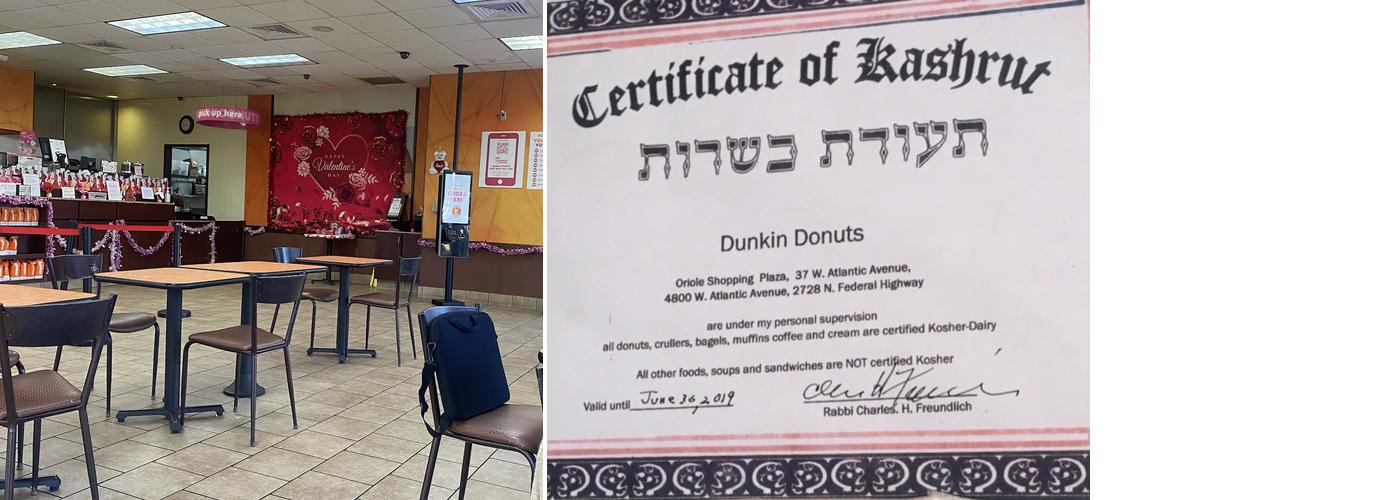 pick up here
HAPPY
Valentine's
DAY
ORDER
HERE!
Certificate of Kashrut
תעודת כשרות
Dunkin Donuts
Oriole Shopping Plaza, 37 W. Atlantic Avenue,
4800 W. Atlantic Avenue, 2728 N. Federal Highway
are under my personal supervision
all donuts, crullers, bagels, muffins coffee and cream are certified Kosher-Dairy
All other foods, soups and sandwiches are NOT certified Kosher
Valid until June 30, 2019
Rabbi Charles. H. Freundlich